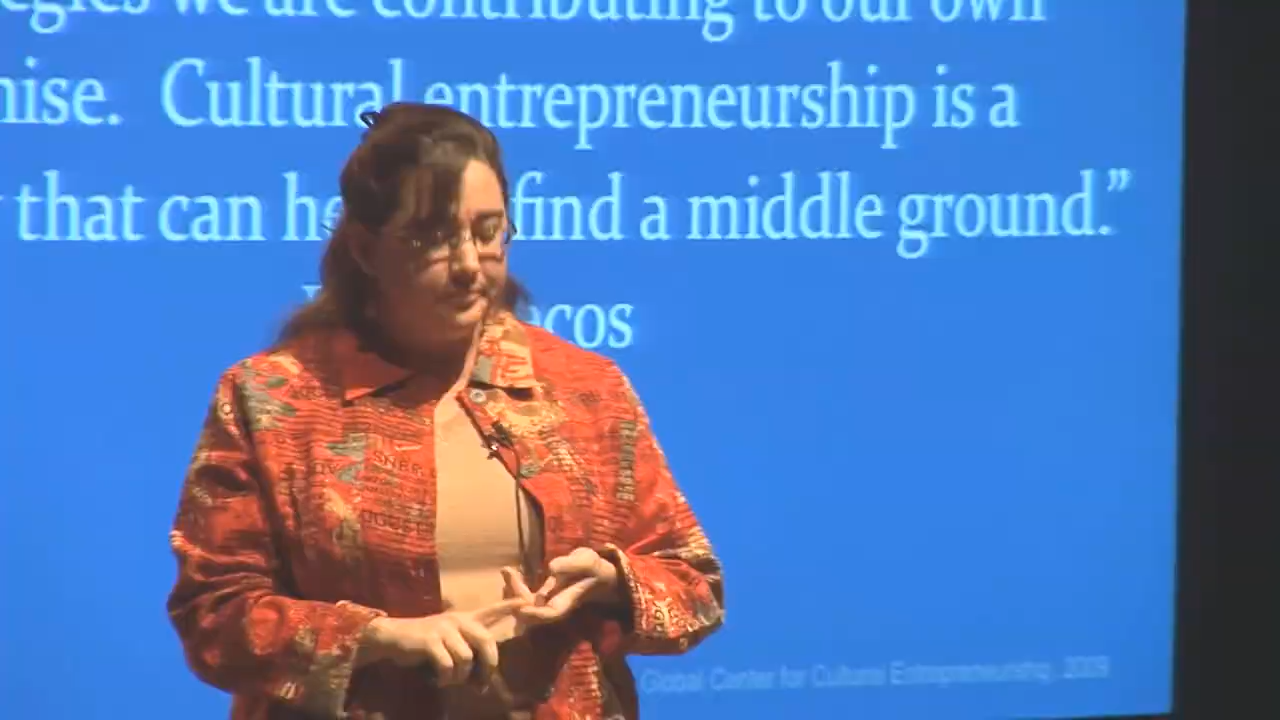 egies we are contributing to our own
nise. Cultural entrepreneurship is a
that can he find a middle ground.”
acos
Global Center for Cultural Entrepreneurship, 2009